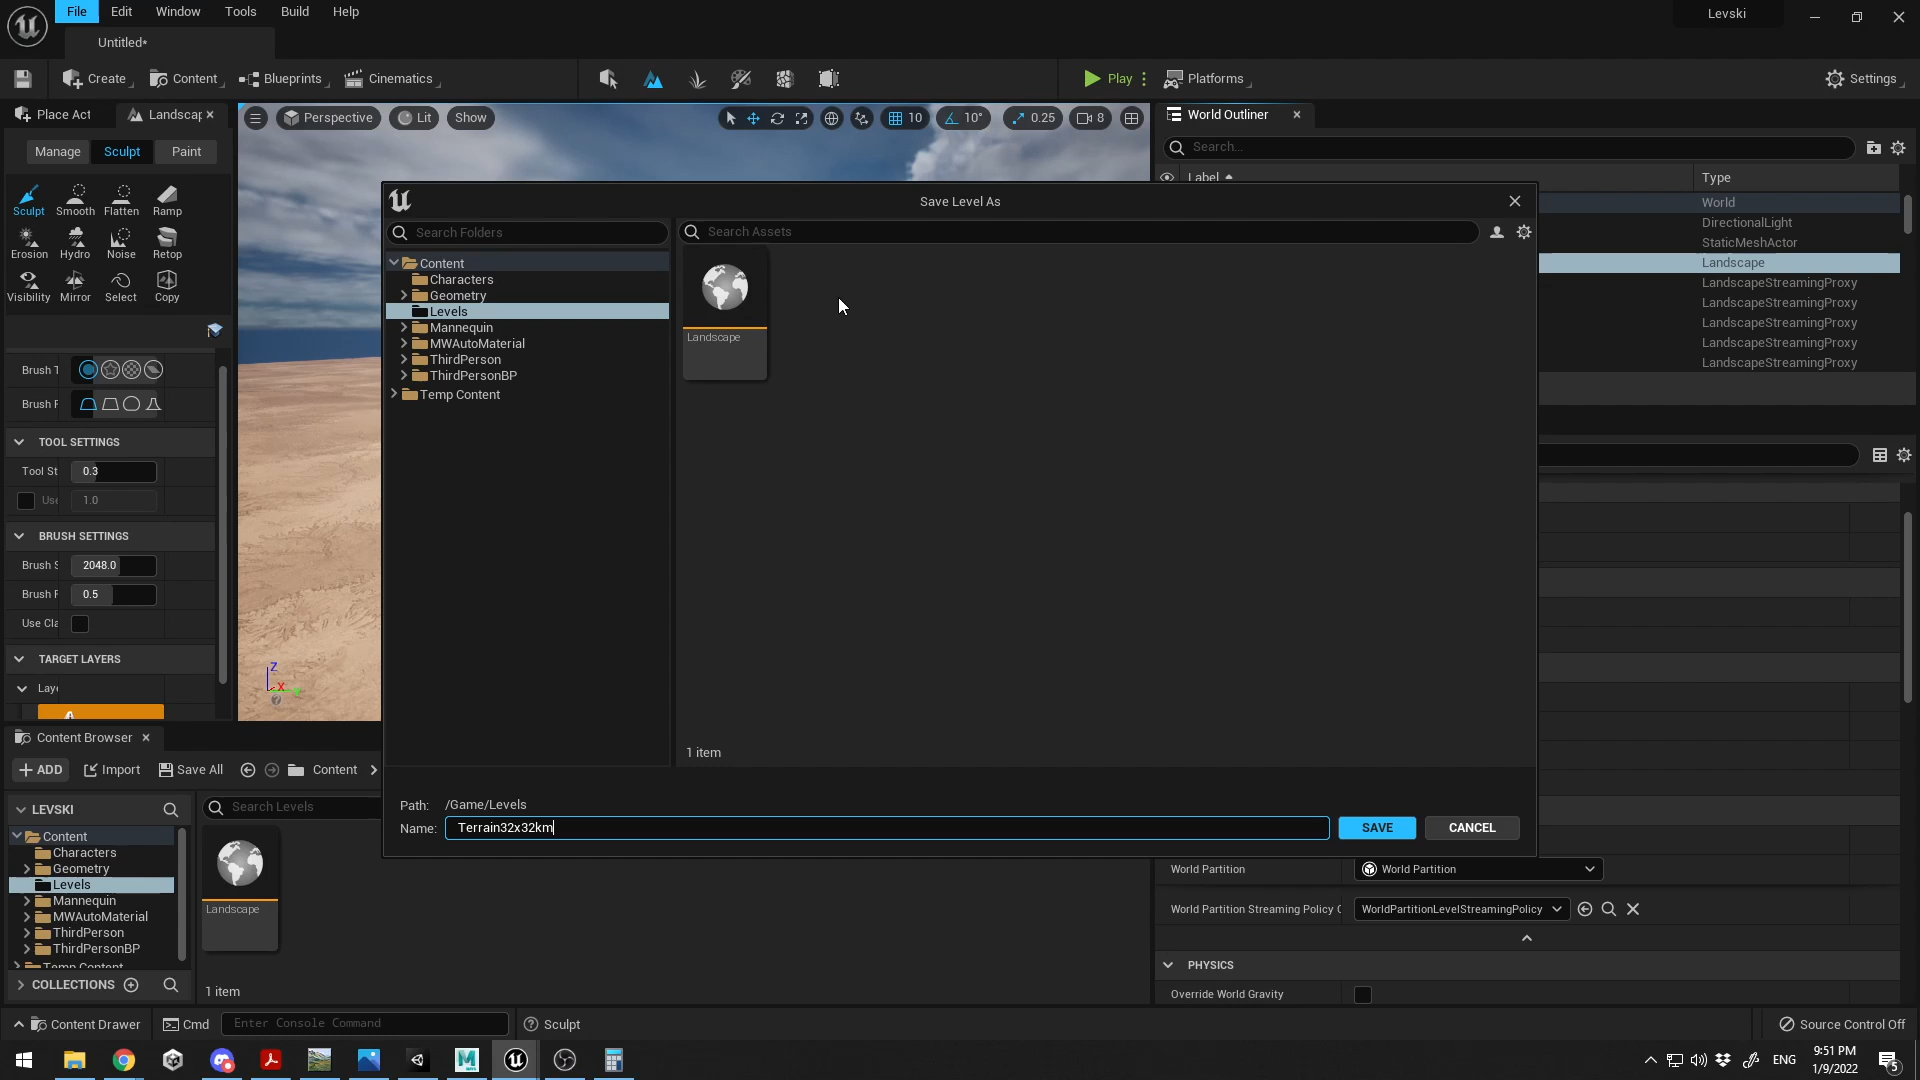 File Edit Window Tools Build Help
Levski
Untitled*
Create Content Blueprints Cinematics
Play Platforms
Settings
Place Act Landscap
Manage Sculpt Paint
Sculpt Smooth Flatten Ramp
Erosion Hydro Noise Retop
Visibility Mirror Select Copy
Brush T
Brush F
TOOL SETTINGS
Tool St 0.3
Use 1.0
BRUSH SETTINGS
Brush S 2048.0
Brush F 0.5
Use Cla
TARGET LAYERS
Laye
Perspective Lit Show
10 10° 0.25 8
Z
X
World Outliner
Search...
Label Type
World
DirectionalLight
StaticMeshActor
Landscape
LandscapeStreamingProxy
LandscapeStreamingProxy
LandscapeStreamingProxy
LandscapeStreamingProxy
LandscapeStreamingProxy
Save Level As
Search Folders
Search Assets
Content
Characters
Geometry
Levels
Mannequin
MWAutoMaterial
ThirdPerson
ThirdPersonBP
Temp Content
Landscape
1 item
Path: /Game/Levels
Name: Terrain32x32km
SAVE CANCEL
Content Browser
ADD Import Save All Content
LEVSKI
Search Levels
Content
Characters
Geometry
Levels
Mannequin
MWAutoMaterial
ThirdPerson
ThirdPersonBP
Temp Content
COLLECTIONS
Landscape
1 item
World Partition World Partition
World Partition Streaming Policy C WorldPartitionLevelStreamingPolicy
PHYSICS
Override World Gravity
Content Drawer Cmd Enter Console Command Sculpt
Source Control Off
ENG
9:51 PM
1/9/2022
5